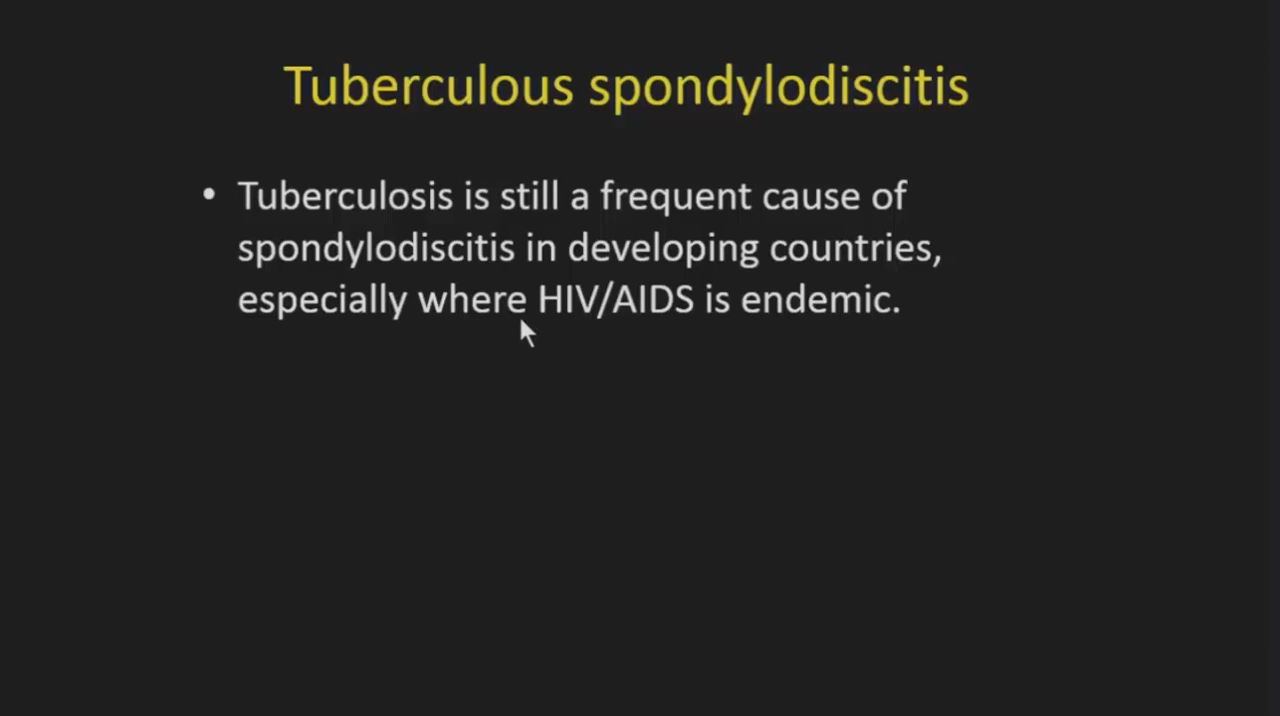 Tuberculous spondylodiscitis
• Tuberculosis is still a frequent cause of
spondylodiscitis in developing countries,
especially where HIV/AIDS is endemic.